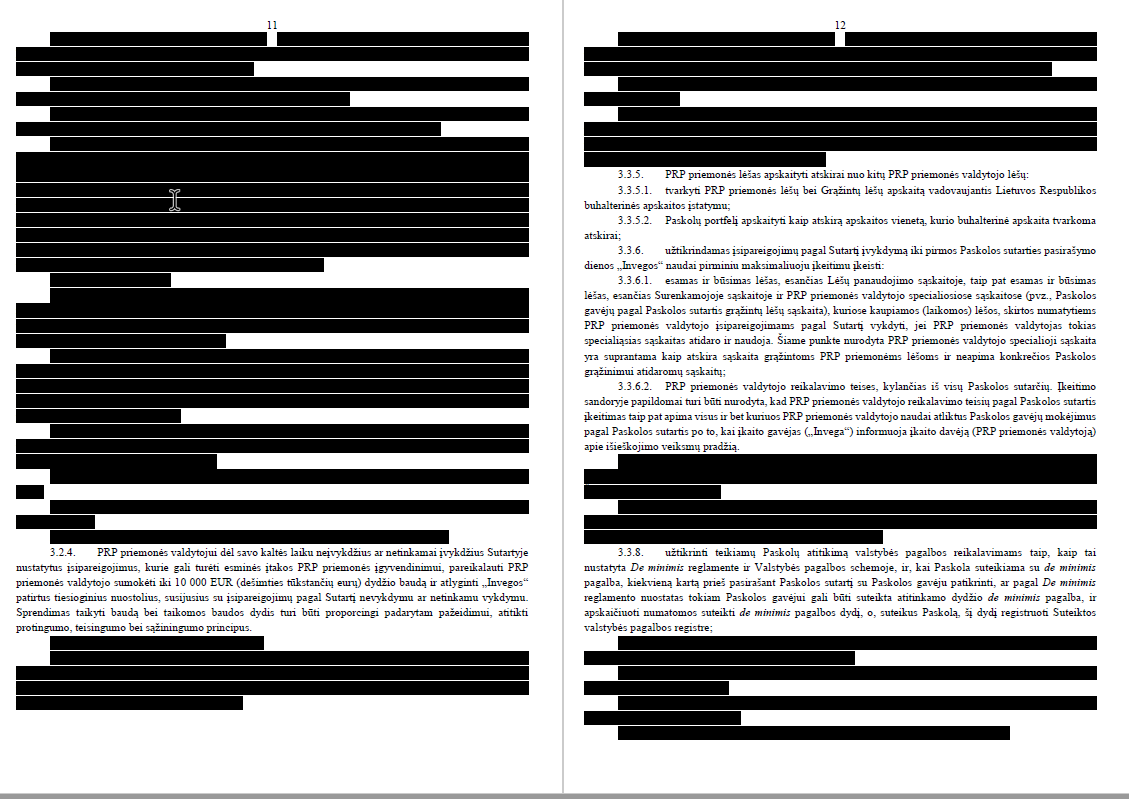 11
3.2.4. PRP priemonės valdytojui dėl savo kaltės laiku neįvykdžius ar netinkamai įvykdžius Sutartyje
nustatytus įsipareigojimus, kurie gali turėti esminės įtakos PRP priemonės įgyvendinimui, pareikalauti PRP
priemonės valdytojo sumokėti iki 10 000 EUR (dešimties tūkstančių eurų) dydžio baudą ir atlyginti „Invegos“
patirtus tiesioginius nuostolius, susijusius su įsipareigojimų pagal Sutartį nevykdymu ar netinkamu vykdymu.
Sprendimas taikyti baudą bei taikomos baudos dydis turi būti proporcingi padarytam pažeidimui, atitikti
protingumo, teisingumo bei sąžiningumo principus.
12
3.3.5. PRP priemonės lėšas apskaityti atskirai nuo kitų PRP priemonės valdytojo lėšų:
3.3.5.1. tvarkyti PRP priemonės lėšų bei Grąžintų lėšų apskaitą vadovaujantis Lietuvos Respublikos
buhalterinės apskaitos įstatymu;
3.3.5.2. Paskolų portfelį apskaityti kaip atskirą apskaitos vienetą, kurio buhalterinė apskaita tvarkoma
atskirai;
3.3.6. užtikrindamas įsipareigojimų pagal Sutartį įvykdymą iki pirmos Paskolos sutarties pasirašymo
dienos „Invegos“ naudai pirminiu maksimaliuoju įkeitimu įkeisti:
3.3.6.1. esamas ir būsimas lėšas, esančias Lėšų panaudojimo sąskaitoje, taip pat esamas ir būsimas
lėšas, esančias Surenkamojoje sąskaitoje ir PRP priemonės valdytojo specialiosiose sąskaitose (pvz., Paskolos
gavėjų pagal Paskolos sutartis grąžintų lėšų sąskaita), kuriose kaupiamos (laikomos) lėšos, skirtos numatytiems
PRP priemonės valdytojo įsipareigojimams pagal Sutartį vykdyti, jei PRP priemonės valdytojas tokias
specialiąsias sąskaitas atidaro ir naudoja. Šiame punkte nurodyta PRP priemonės valdytojo specialioji sąskaita
yra suprantama kaip atskira sąskaita grąžintoms PRP priemonėms lėšoms ir neapima konkrečios Paskolos
grąžinimui atidaromų sąskaitų;
3.3.6.2. PRP priemonės valdytojo reikalavimo teises, kylančias iš visų Paskolos sutarčių. Įkeitimo
sandoryje papildomai turi būti nurodyta, kad PRP priemonės valdytojo reikalavimo teisių pagal Paskolos sutartis
įkeitimas taip pat apima visus ir bet kuriuos PRP priemonės valdytojo naudai atliktus Paskolos gavėjų mokėjimus
pagal Paskolos sutartis po to, kai įkaito gavėjas („Invega“) informuoja įkaito davėją (PRP priemonės valdytoją)
apie išieškojimo veiksmų pradžią.
3.3.8. užtikrinti teikiamų Paskolų atitikimą valstybės pagalbos reikalavimams taip, kaip tai
nustatyta De minimis reglamente ir Valstybės pagalbos schemoje, ir, kai Paskola suteikiama su de minimis
pagalba, kiekvieną kartą prieš pasirašant Paskolos sutartį su Paskolos gavėju patikrinti, ar pagal De minimis
reglamento nuostatas tokiam Paskolos gavėjui gali būti suteikta atitinkamo dydžio de minimis pagalba, ir
apskaičiuoti numatomos suteikti de minimis pagalbos dydį, o, suteikus Paskolą, šį dydį registruoti Suteiktos
valstybės pagalbos registre;